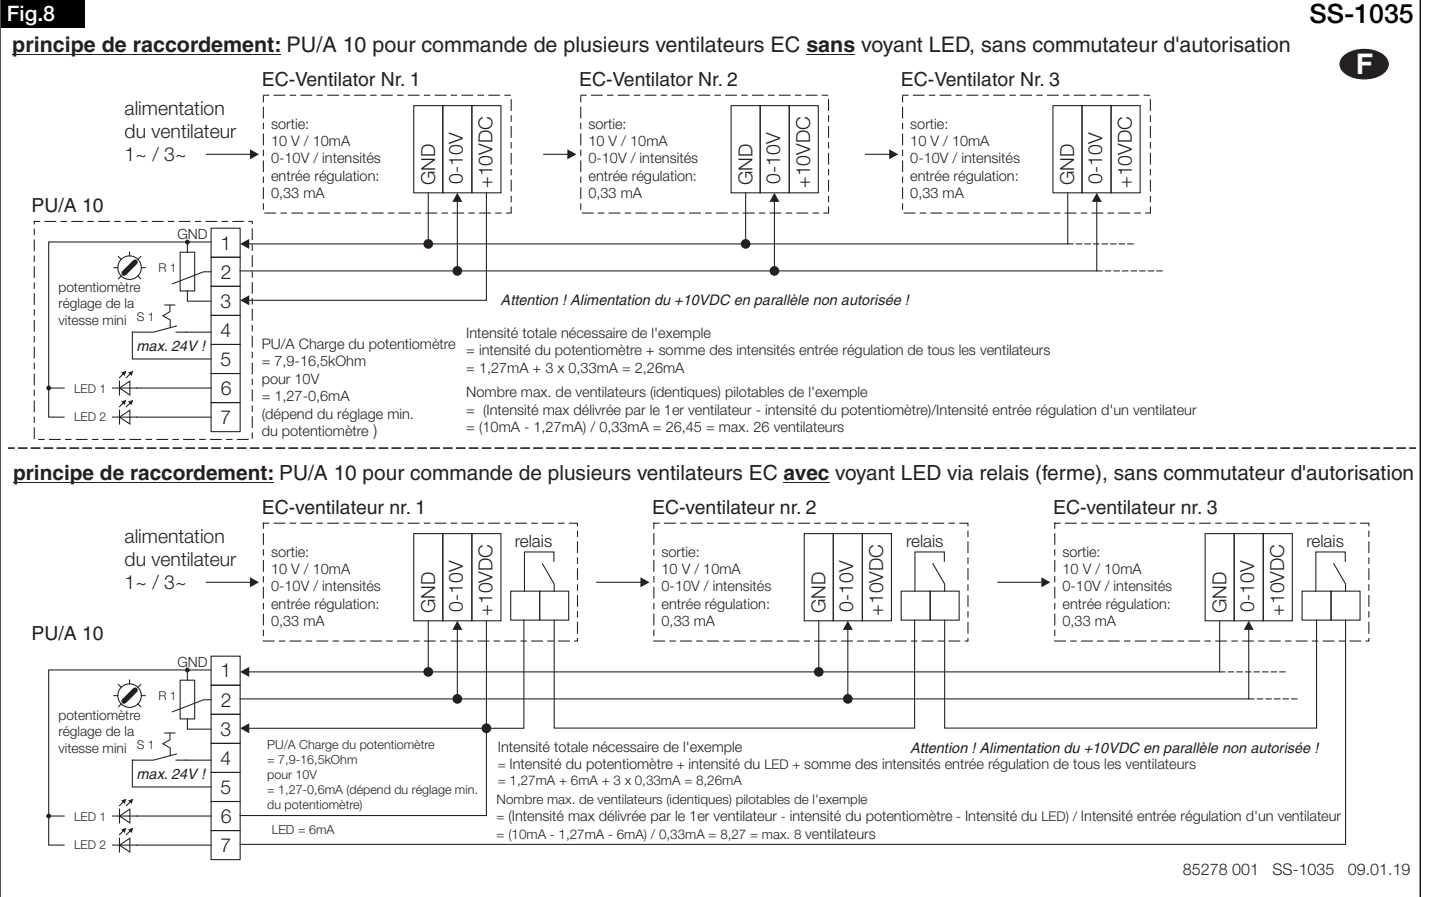 Fig.8
SS-1035
principe de raccordement: PU/A 10 pour commande de plusieurs ventilateurs EC sans voyant LED, sans commutateur d'autorisation
F
EC-Ventilator Nr. 1
EC-Ventilator Nr. 2
EC-Ventilator Nr. 3
alimentation
du ventilateur
1~ / 3~
sortie:
10 V / 10mA
0-10V / intensités
entrée régulation:
0,33 mA
GND
0-10V
+10VDC
sortie:
10 V / 10mA
0-10V / intensités
entrée régulation:
0,33 mA
GND
0-10V
+10VDC
sortie:
10 V / 10mA
0-10V / intensités
entrée régulation:
0,33 mA
GND
0-10V
+10VDC
PU/A 10
GND
1
2
3
4
5
6
7
R 1
potentiomètre
réglage de la
vitesse mini
S 1
max. 24V !
LED 1
LED 2
Attention ! Alimentation du +10VDC en parallèle non autorisée !
PU/A Charge du potentiomètre
= 7,9-16,5kOhm
pour 10V
= 1,27-0,6mA
(dépend du réglage min.
du potentiomètre )
Intensité totale nécessaire de l'exemple
= intensité du potentiomètre + somme des intensités entrée régulation de tous les ventilateurs
= 1,27mA + 3 x 0,33mA = 2,26mA
Nombre max. de ventilateurs (identiques) pilotables de l'exemple
= (Intensité max délivrée par le 1er ventilateur - intensité du potentiomètre)/Intensité entrée régulation d'un ventilateur
= (10mA - 1,27mA) / 0,33mA = 26,45 = max. 26 ventilateurs
principe de raccordement: PU/A 10 pour commande de plusieurs ventilateurs EC avec voyant LED via relais (ferme), sans commutateur d'autorisation
EC-ventilateur nr. 1
EC-ventilateur nr. 2
EC-ventilateur nr. 3
alimentation
du ventilateur
1~ / 3~
sortie:
10 V / 10mA
0-10V / intensités
entrée régulation:
0,33 mA
GND
0-10V
+10VDC
relais
sortie:
10 V / 10mA
0-10V / intensités
entrée régulation:
0,33 mA
GND
0-10V
+10VDC
relais
sortie:
10 V / 10mA
0-10V / intensités
entrée régulation:
0,33 mA
GND
0-10V
+10VDC
relais
PU/A 10
GND
1
2
3
4
5
6
7
R 1
potentiomètre
réglage de la
vitesse mini
S 1
max. 24V !
LED 1
LED 2
PU/A Charge du potentiomètre
= 7,9-16,5kOhm
pour 10V
= 1,27-0,6mA (dépend du réglage min.
du potentiomètre)
LED = 6mA
Intensité totale nécessaire de l'exemple
Attention ! Alimentation du +10VDC en parallèle non autorisée !
= Intensité du potentiomètre + intensité du LED + somme des intensités entrée régulation de tous les ventilateurs
= 1,27mA + 6mA + 3 x 0,33mA = 8,26mA
Nombre max. de ventilateurs (identiques) pilotables de l'exemple
= (Intensité max délivrée par le 1er ventilateur - intensité du potentiomètre - Intensité du LED) / Intensité entrée régulation d'un ventilateur
= (10mA - 1,27mA - 6mA) / 0,33mA = 8,27 = max. 8 ventilateurs
85278 001 SS-1035 09.01.19